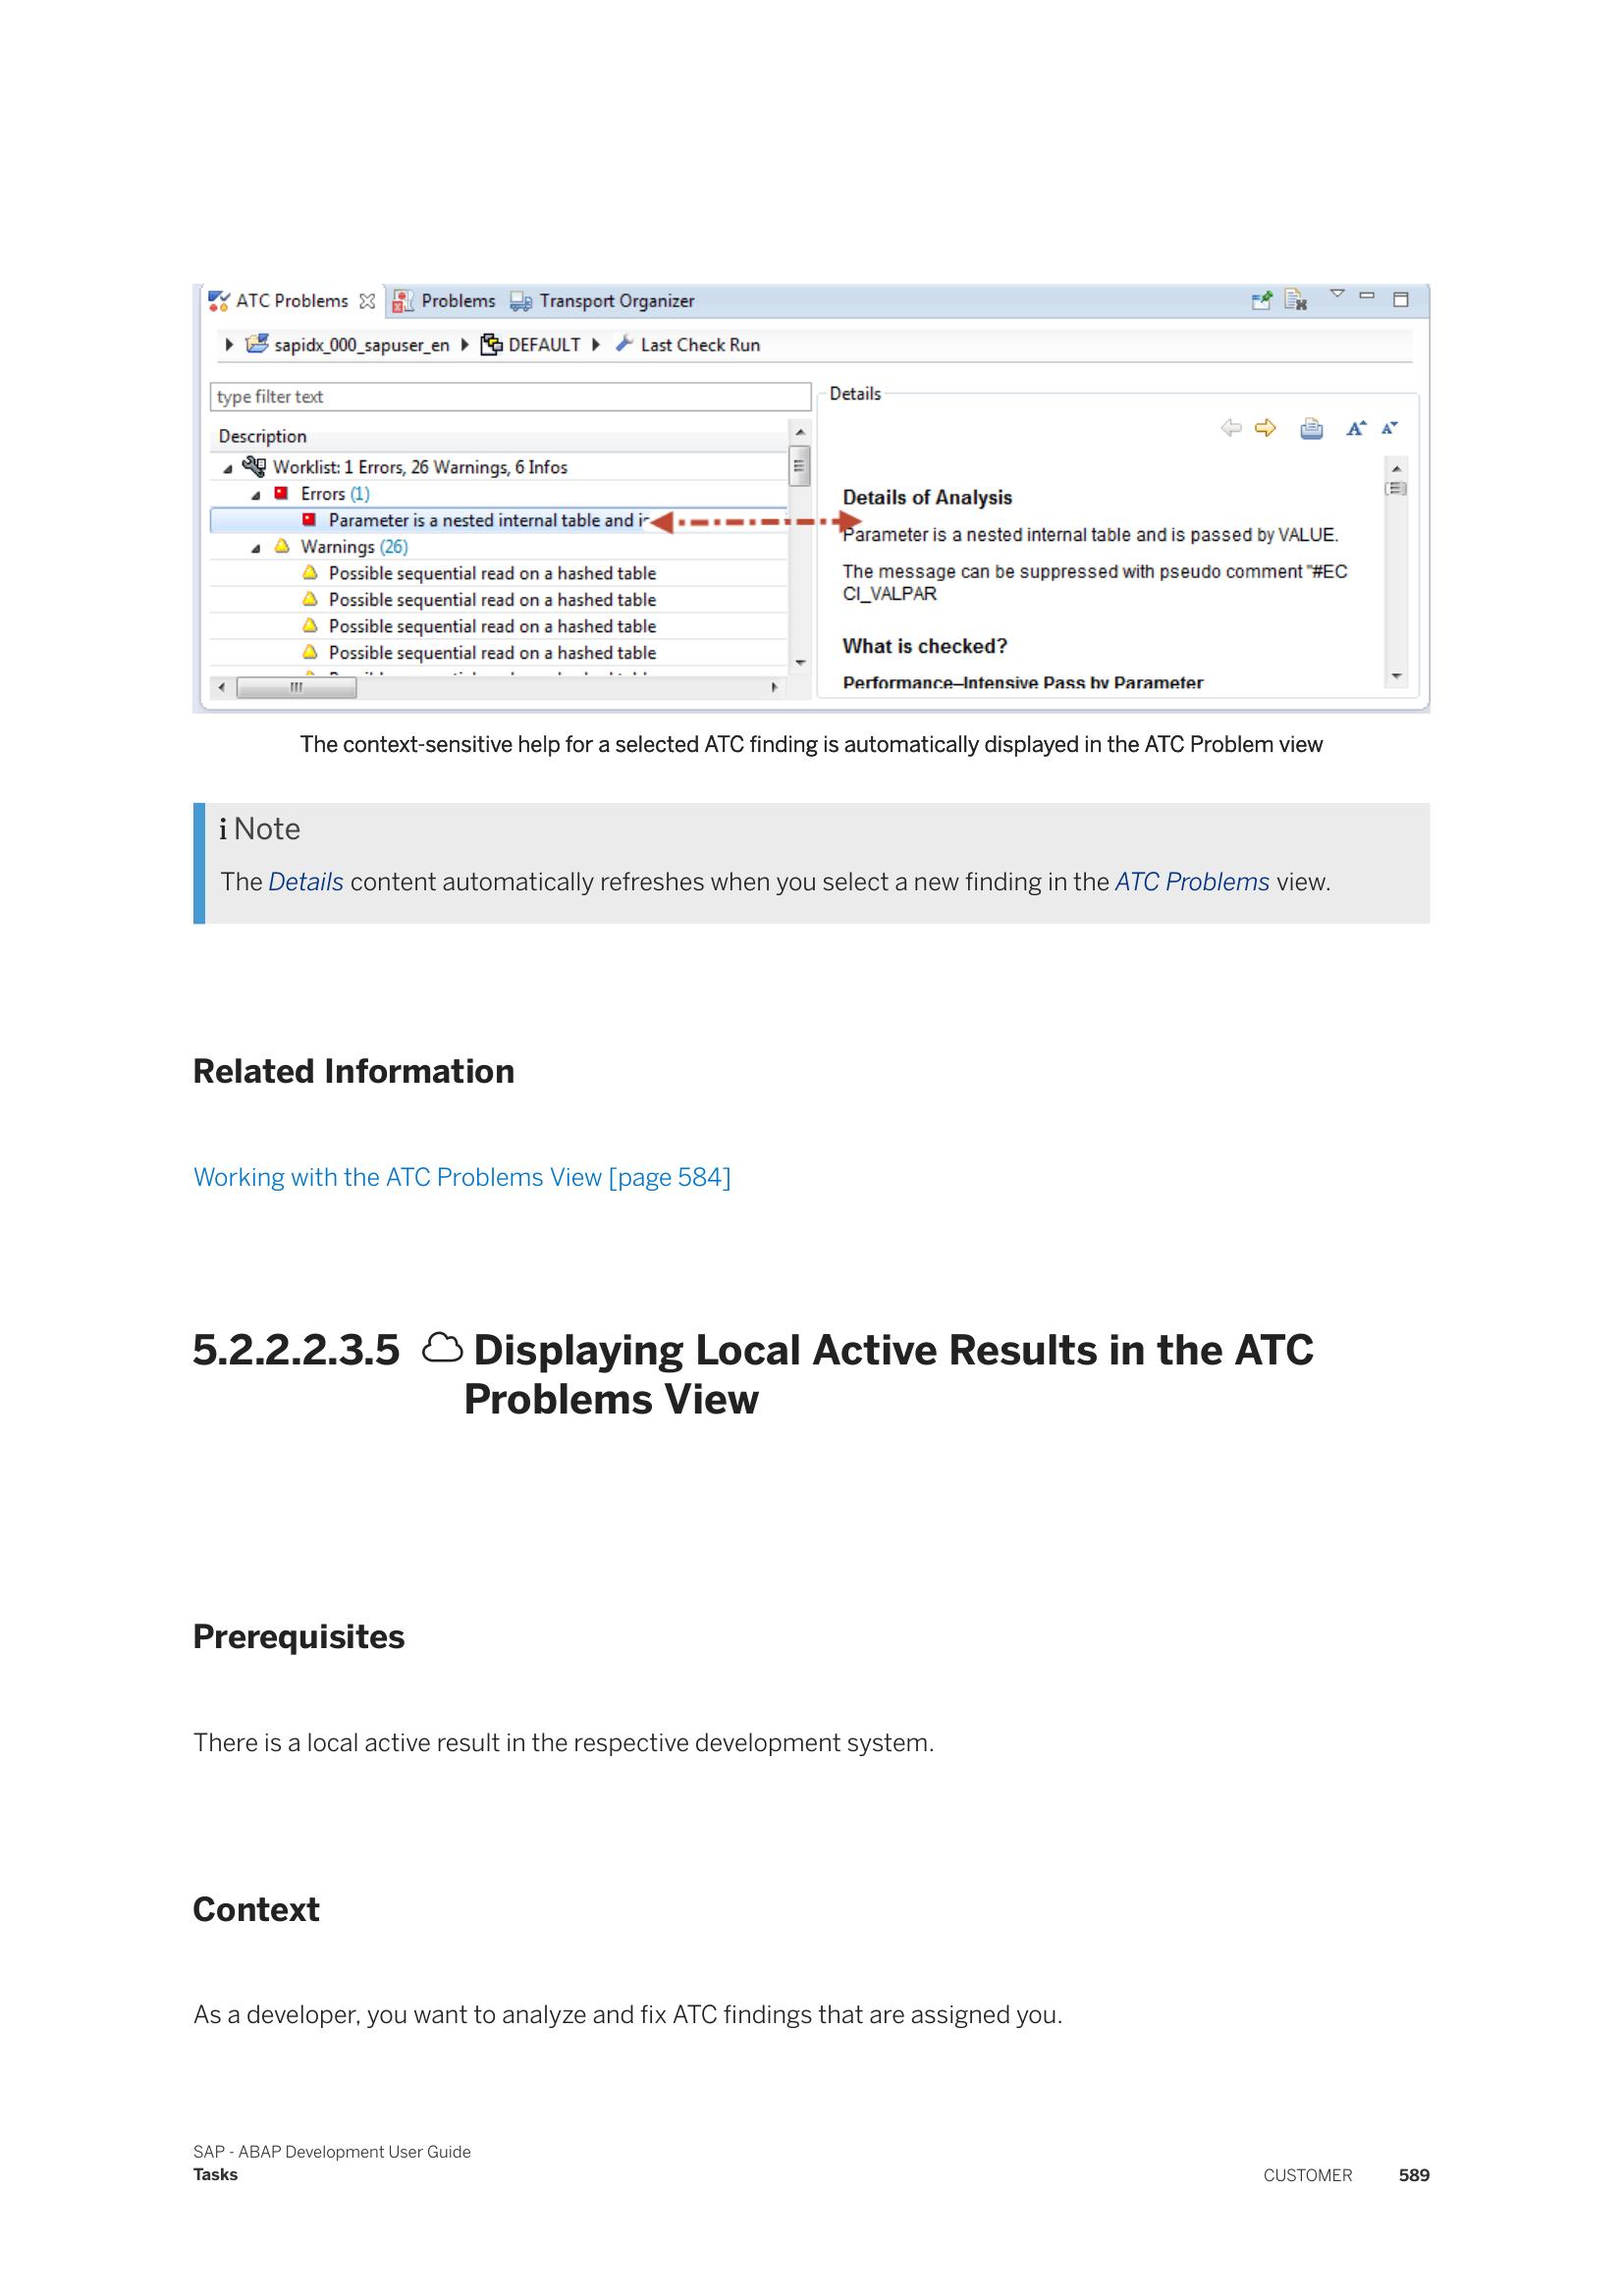 ATC Problems Problems Transport Organizer
sapidx_000_sapuser_en DEFAULT Last Check Run
type filter text
Description
Worklist: 1 Errors, 26 Warnings, 6 Infos
Errors (1)
Parameter is a nested internal table and
Warnings (26)
Possible sequential read on a hashed table
Possible sequential read on a hashed table
Possible sequential read on a hashed table
Possible sequential read on a hashed table
Details
Details of Analysis
Parameter is a nested internal table and is passed by VALUE.
The message can be suppressed with pseudo comment "#EC
CI_VALPAR
What is checked?
Performance–Intensive Pass by Parameter
The context-sensitive help for a selected ATC finding is automatically displayed in the ATC Problem view
i Note
The Details content automatically refreshes when you select a new finding in the ATC Problems view.
Related Information
Working with the ATC Problems View [page 584]
5.2.2.2.3.5 Displaying Local Active Results in the ATC
Problems View
Prerequisites
There is a local active result in the respective development system.
Context
As a developer, you want to analyze and fix ATC findings that are assigned you.
SAP - ABAP Development User Guide
Tasks
CUSTOMER 589